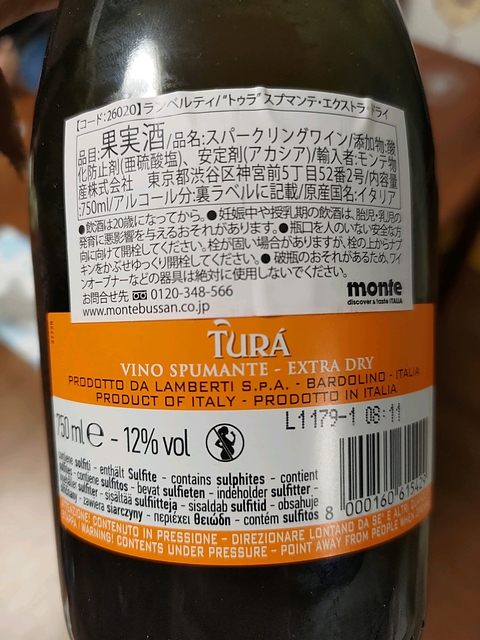 【コード:26020】ランベルティ/"トゥラ"スプマンテ・エクストラ・ドライ
品目:果実酒/品名:スパークリングワイン/添加物:酸
化防止剤(亜硫酸塩)、安定剤(アカシア)/輸入者:モンテ物
産株式会社 東京都渋谷区神宮前5丁目52番2号/内容量
:750ml/アルコール分:裏ラベルに記載/原産国名:イタリア
●飲酒は20歳になってから。●妊娠中や授乳期の飲酒は、胎児・乳児の
発育に悪影響を与えるおそれがあります。●瓶口を人のいない安全な方
向に向けて開栓してください。栓が固い場合がありますが、栓の上からナプ
キンをかぶせゆっくり開栓してください。●破瓶のおそれがあるため、ワイ
ンオープナーなどの器具は絶対に使用しないでください。
お問合せ先 0120-348-566
www.montebussan.co.jp
monte
discover & taste ITALIA
TURÁ
VINO SPUMANTE - EXTRA DRY
PRODOTTO DA LAMBERTI S.P.A. - BARDOLINO - ITALIA
PRODUCT OF ITALY - PRODOTTO IN ITALIA
L1179-1 08:11
750 ml e - 12% vol
contiene solfiti - enthält Sulfite - contains sulphites - contient
sulfites - contiene sulfitos - bevat sulfieten - indeholder sulfitter -
innehåller sulfiter - sisältää sulfiitteja - sisaldab sulfitid - obsahuje
siřičitany - zawiera siarczyny - περιέχει θειώδη - contém sulfitos
8 000160 615429
ATTENZIONE! CONTENUTO IN PRESSIONE - DIREZIONARE LONTANO DA SE' E ALTRI
WARNING! CONTENTS UNDER PRESSURE - POINT AWAY FROM PEOPLE WHEN